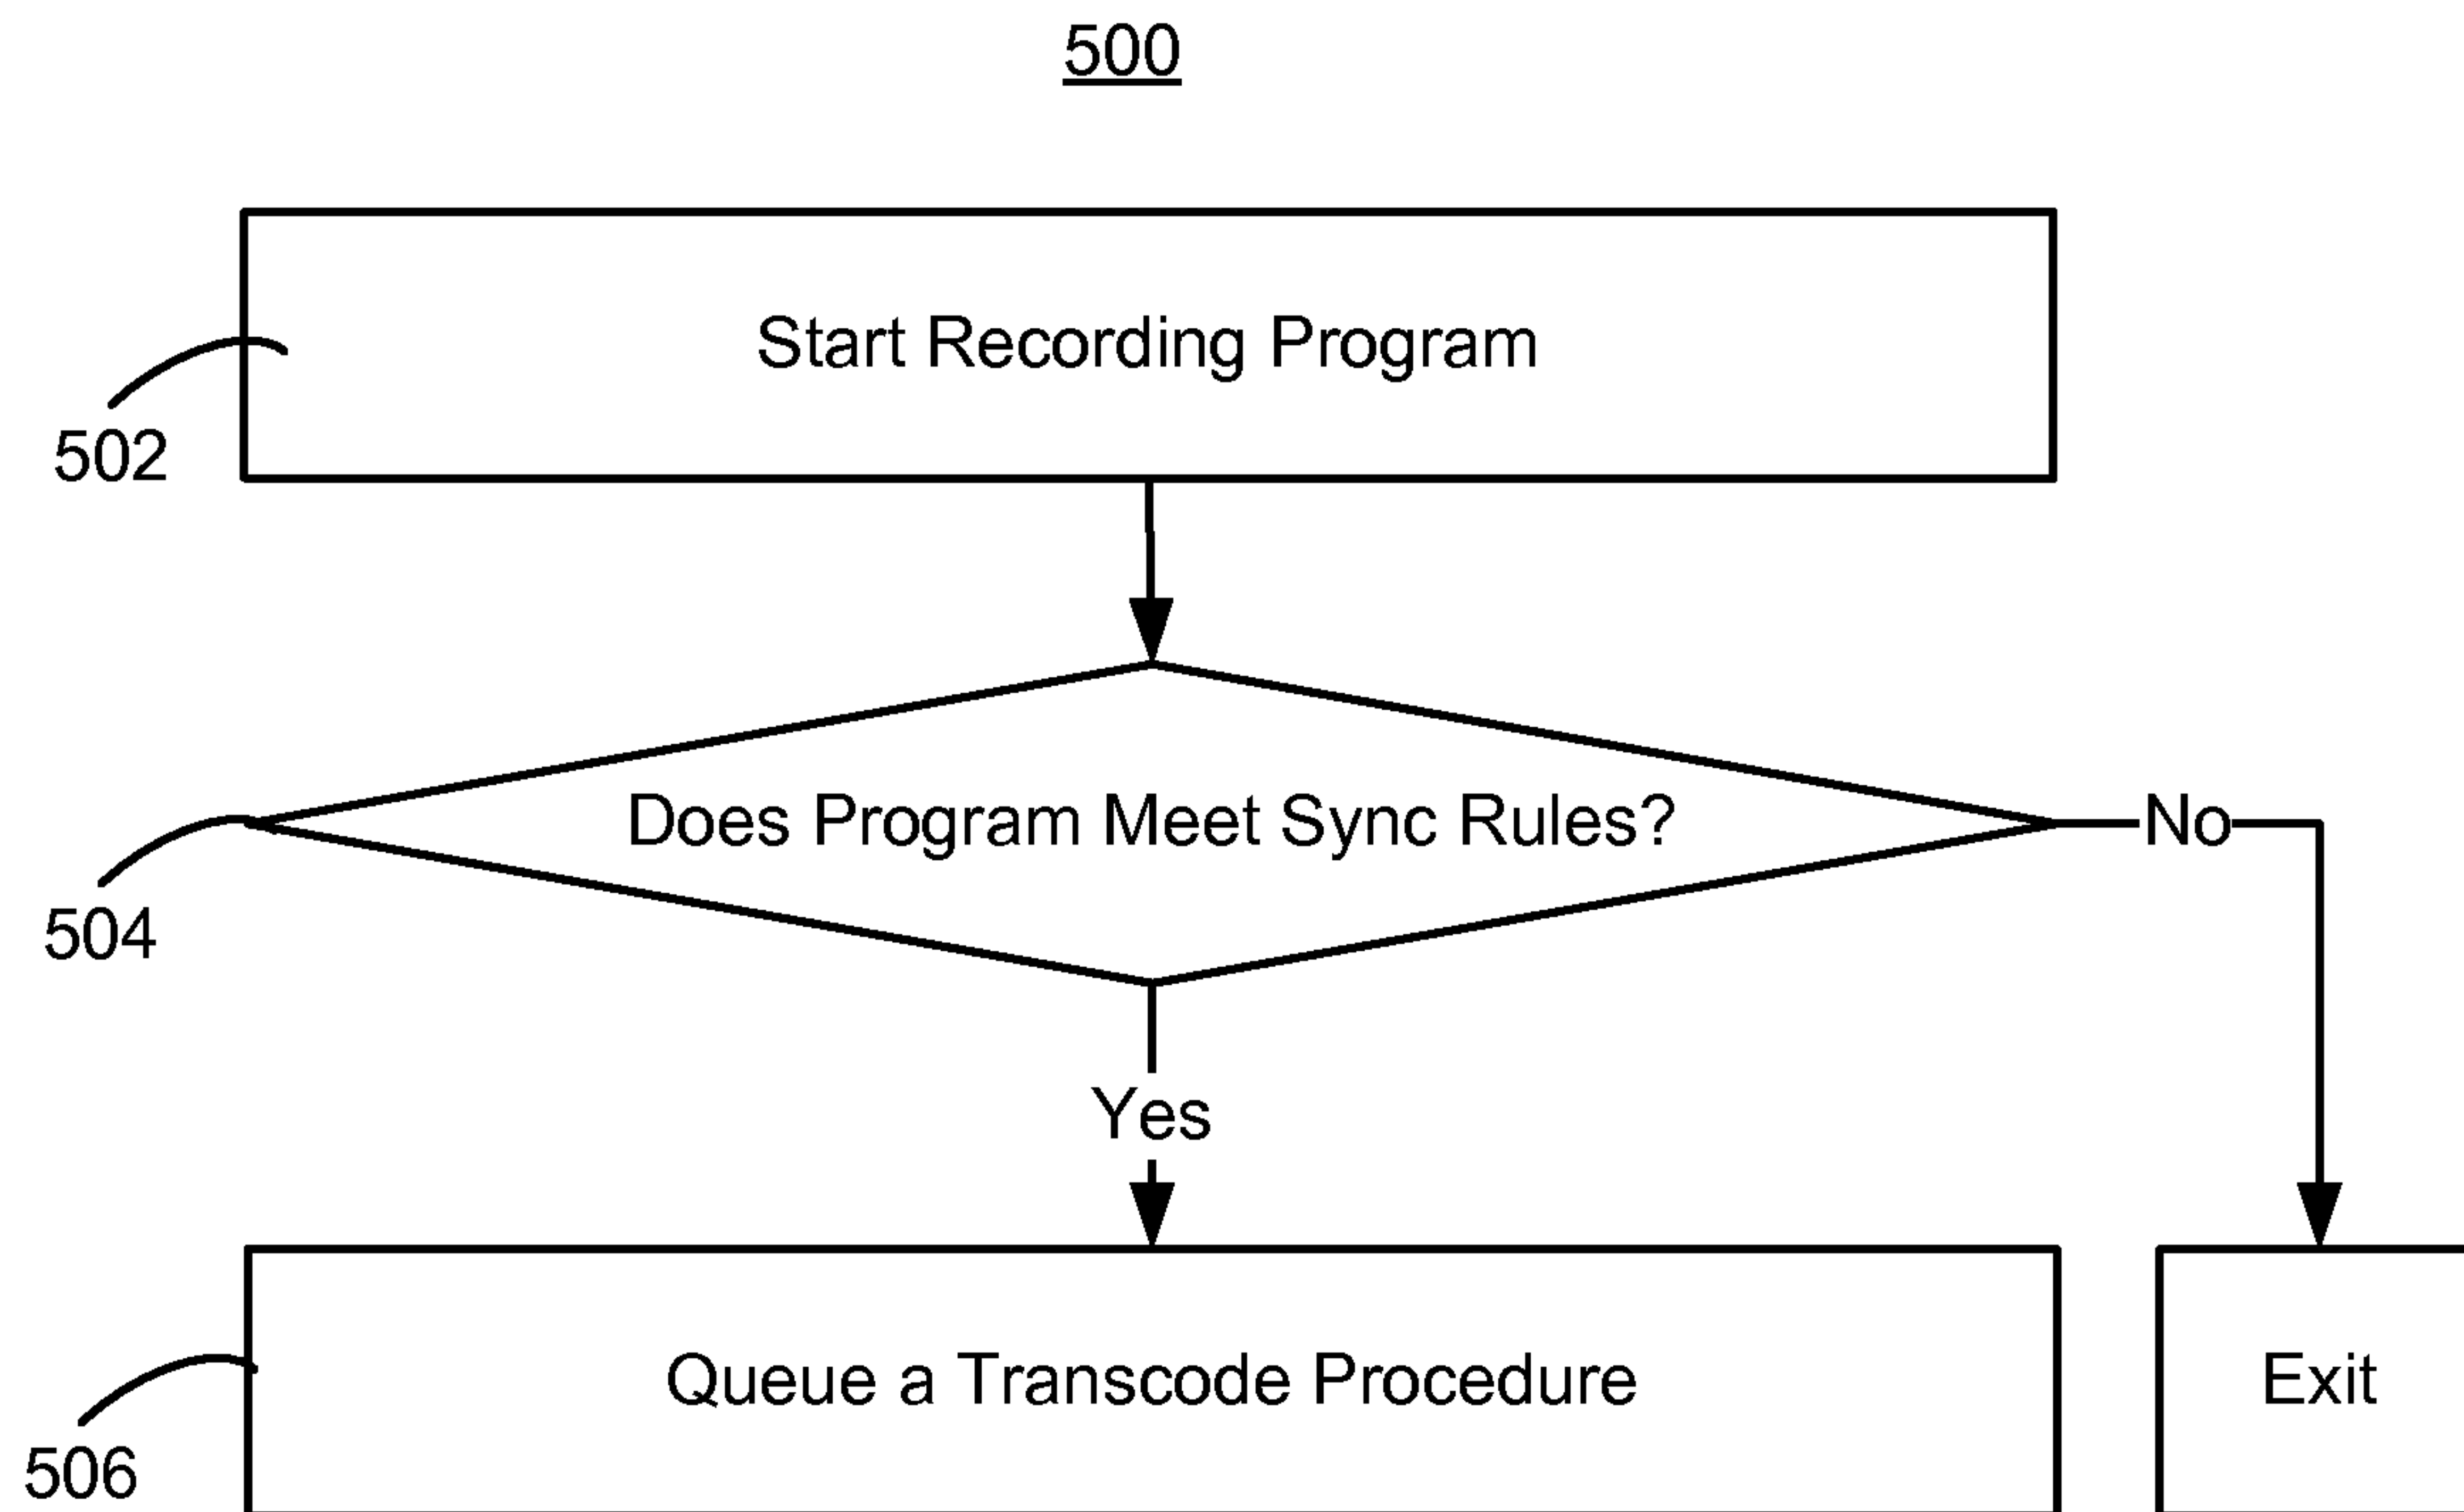 500
Start Recording Program
502
Does Program Meet Sync Rules?
No
504
Yes
Queue a Transcode Procedure
Exit
506